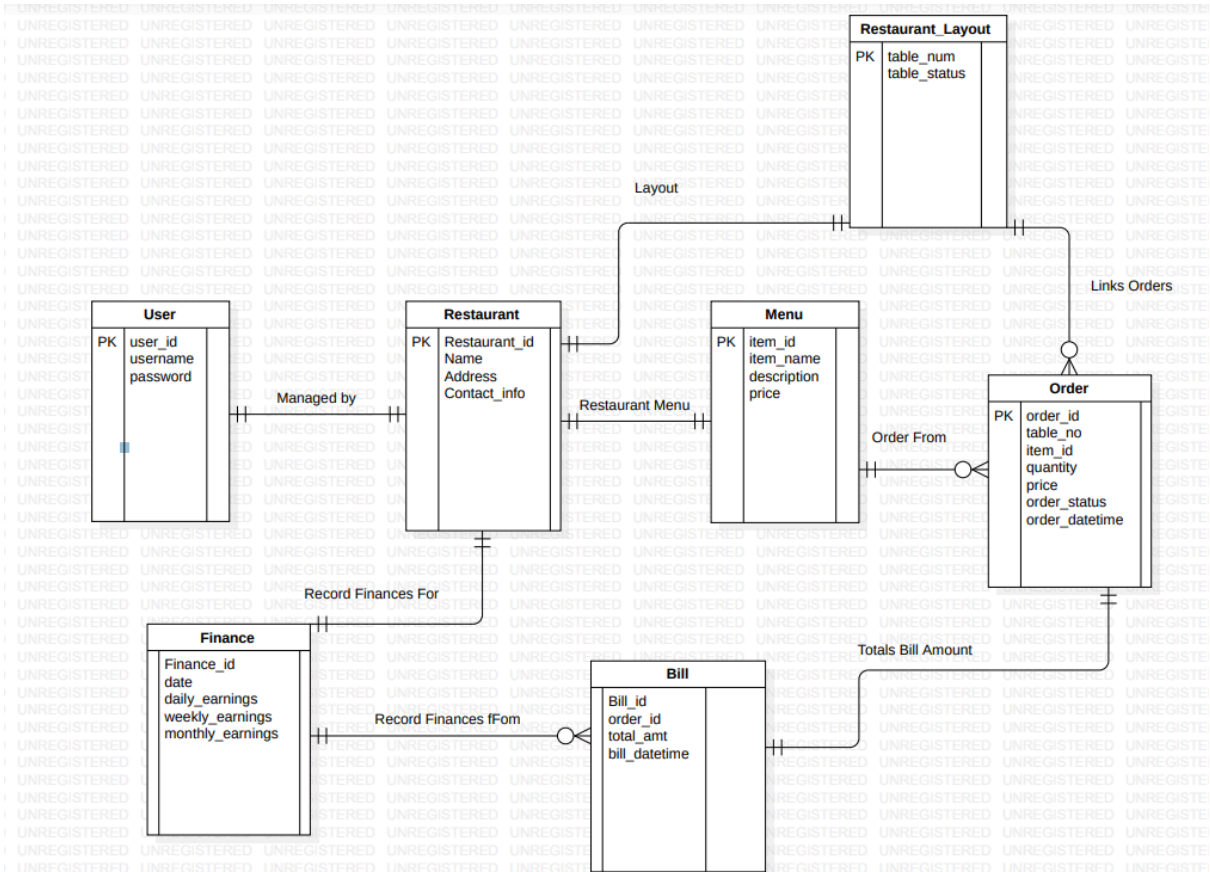 Restaurant_Layout
PK table_num
table_status
Layout
Links Orders
User
PK user_id
username
password
Managed by
Restaurant
PK Restaurant_id
Name
Address
Contact_info
Restaurant Menu
Menu
PK item_id
item_name
description
price
Order From
Order
PK order_id
table_no
item_id
quantity
price
order_status
order_datetime
Record Finances For
Finance
Finance_id
date
daily_earnings
weekly_earnings
monthly_earnings
Record Finances fFom
Totals Bill Amount
Bill
Bill_id
order_id
total_amt
bill_datetime
UNREGISTERED